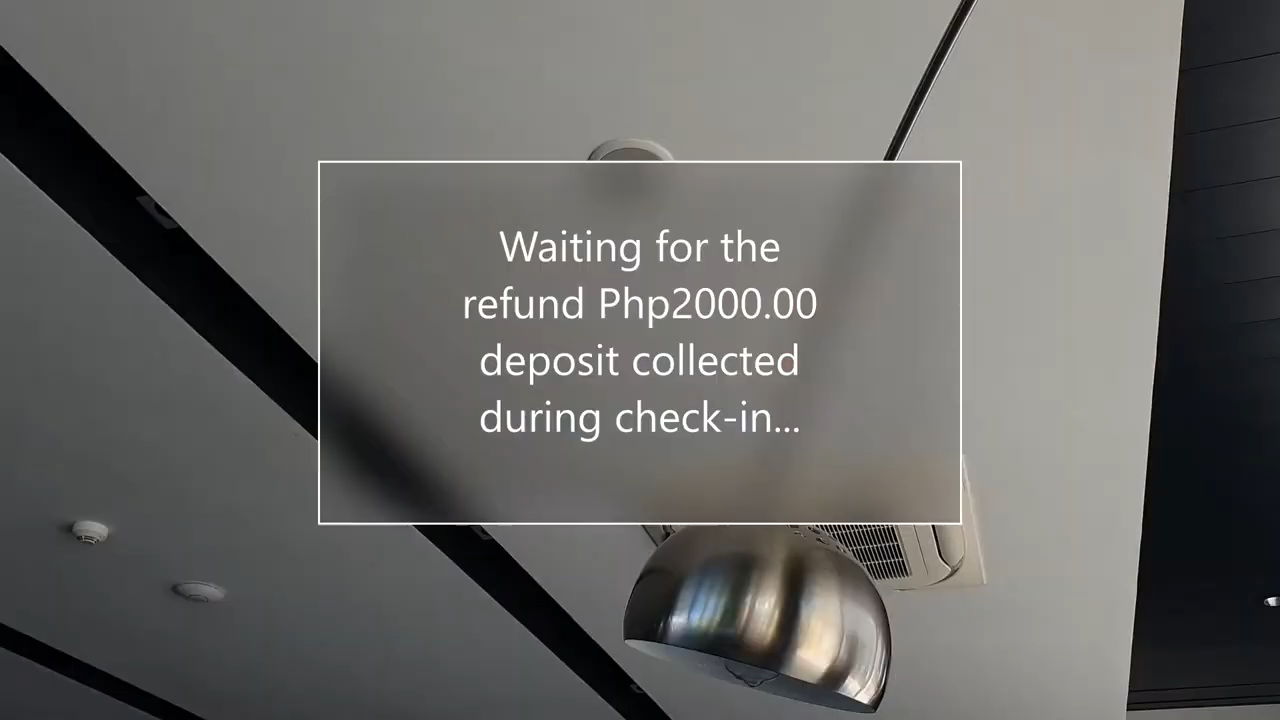 Waiting for the
refund Php2000.00
deposit collected
during check-in...